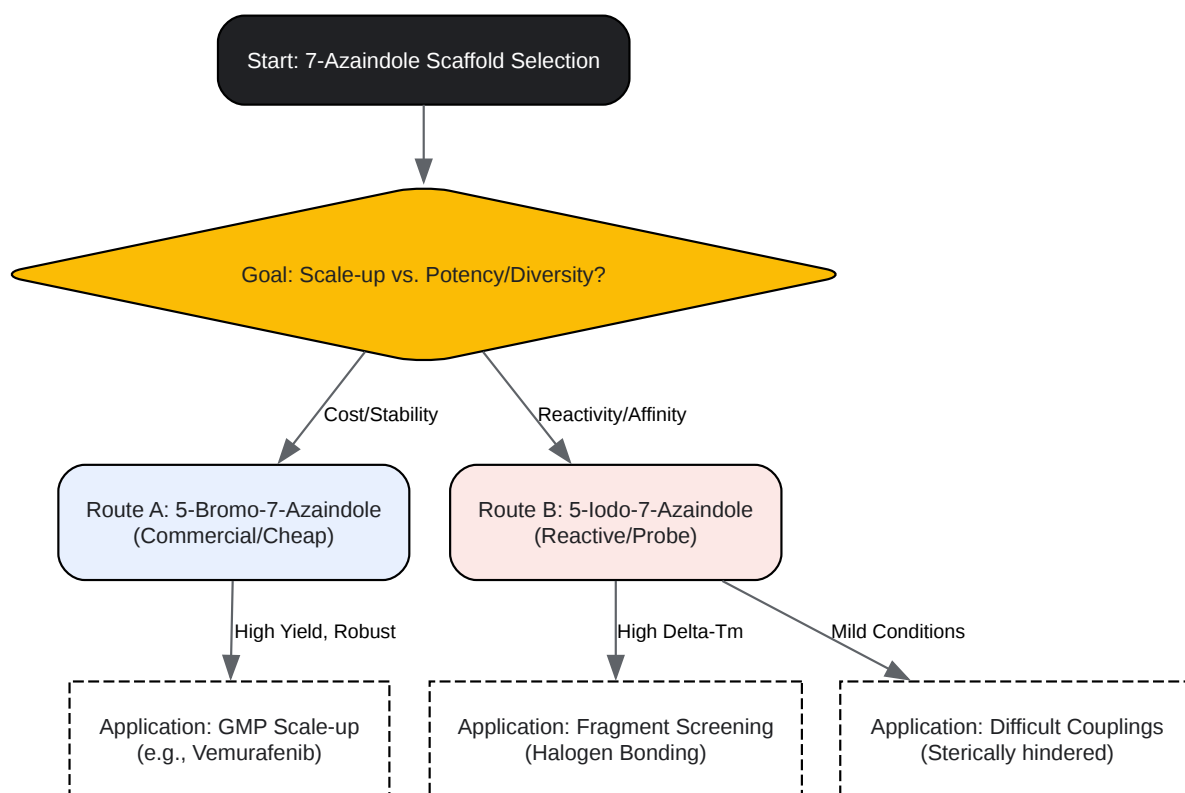 Start: 7-Azaindole Scaffold Selection
Goal: Scale-up vs. Potency/Diversity?
Cost/Stability
Reactivity/Affinity
Route A: 5-Bromo-7-Azaindole
(Commercial/Cheap)
Route B: 5-Iodo-7-Azaindole
(Reactive/Probe)
High Yield, Robust
High Delta-Tm
Mild Conditions
Application: GMP Scale-up
(e.g., Vemurafenib)
Application: Fragment Screening
(Halogen Bonding)
Application: Difficult Couplings
(Sterically hindered)